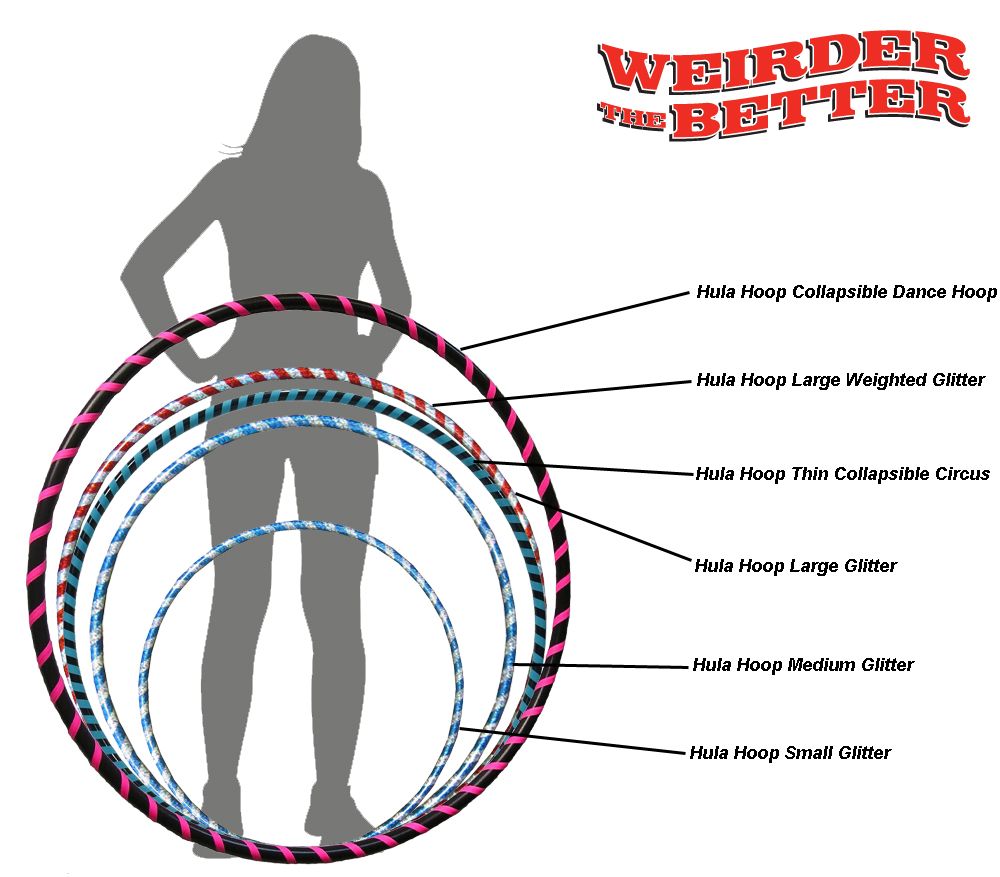 WEIRDER
THE BETTER
Hula Hoop Collapsible Dance Hoop
Hula Hoop Large Weighted Glitter
Hula Hoop Thin Collapsible Circus
Hula Hoop Large Glitter
Hula Hoop Medium Glitter
Hula Hoop Small Glitter